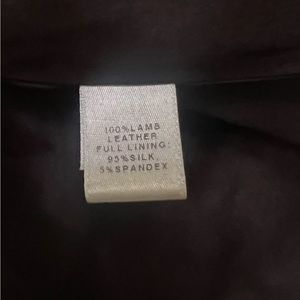 100%LAMB
LEATHER
FULL LINING:
95%SILK,
5%SPANDEX